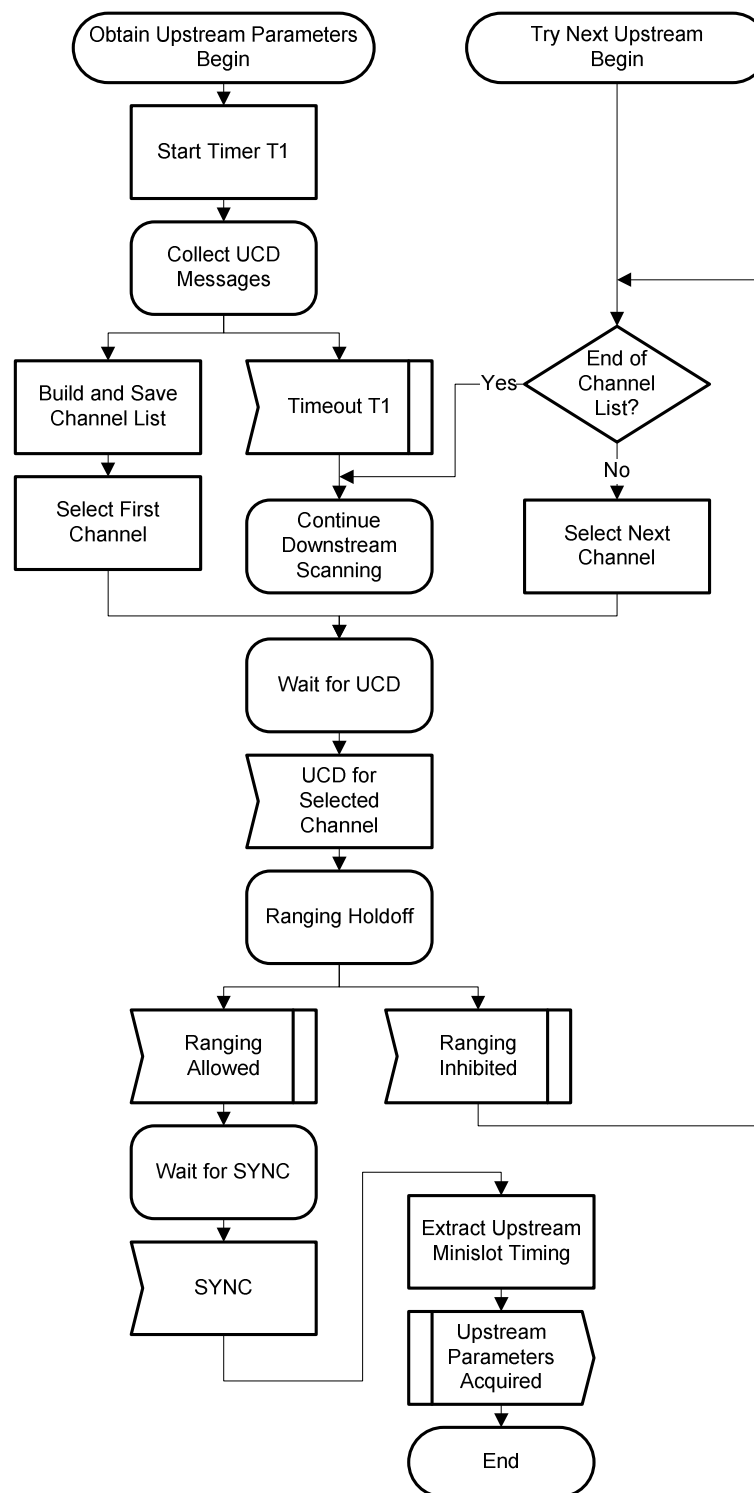 Obtain Upstream Parameters
Begin
Try Next Upstream
Begin
Start Timer T1
Collect UCD
Messages
Build and Save
Channel List
Timeout T1
Yes
End of
Channel
List?
No
Select First
Channel
Continue
Downstream
Scanning
Select Next
Channel
Wait for UCD
UCD for
Selected
Channel
Ranging Holdoff
Ranging
Allowed
Ranging
Inhibited
Wait for SYNC
SYNC
Extract Upstream
Minislot Timing
Upstream
Parameters
Acquired
End